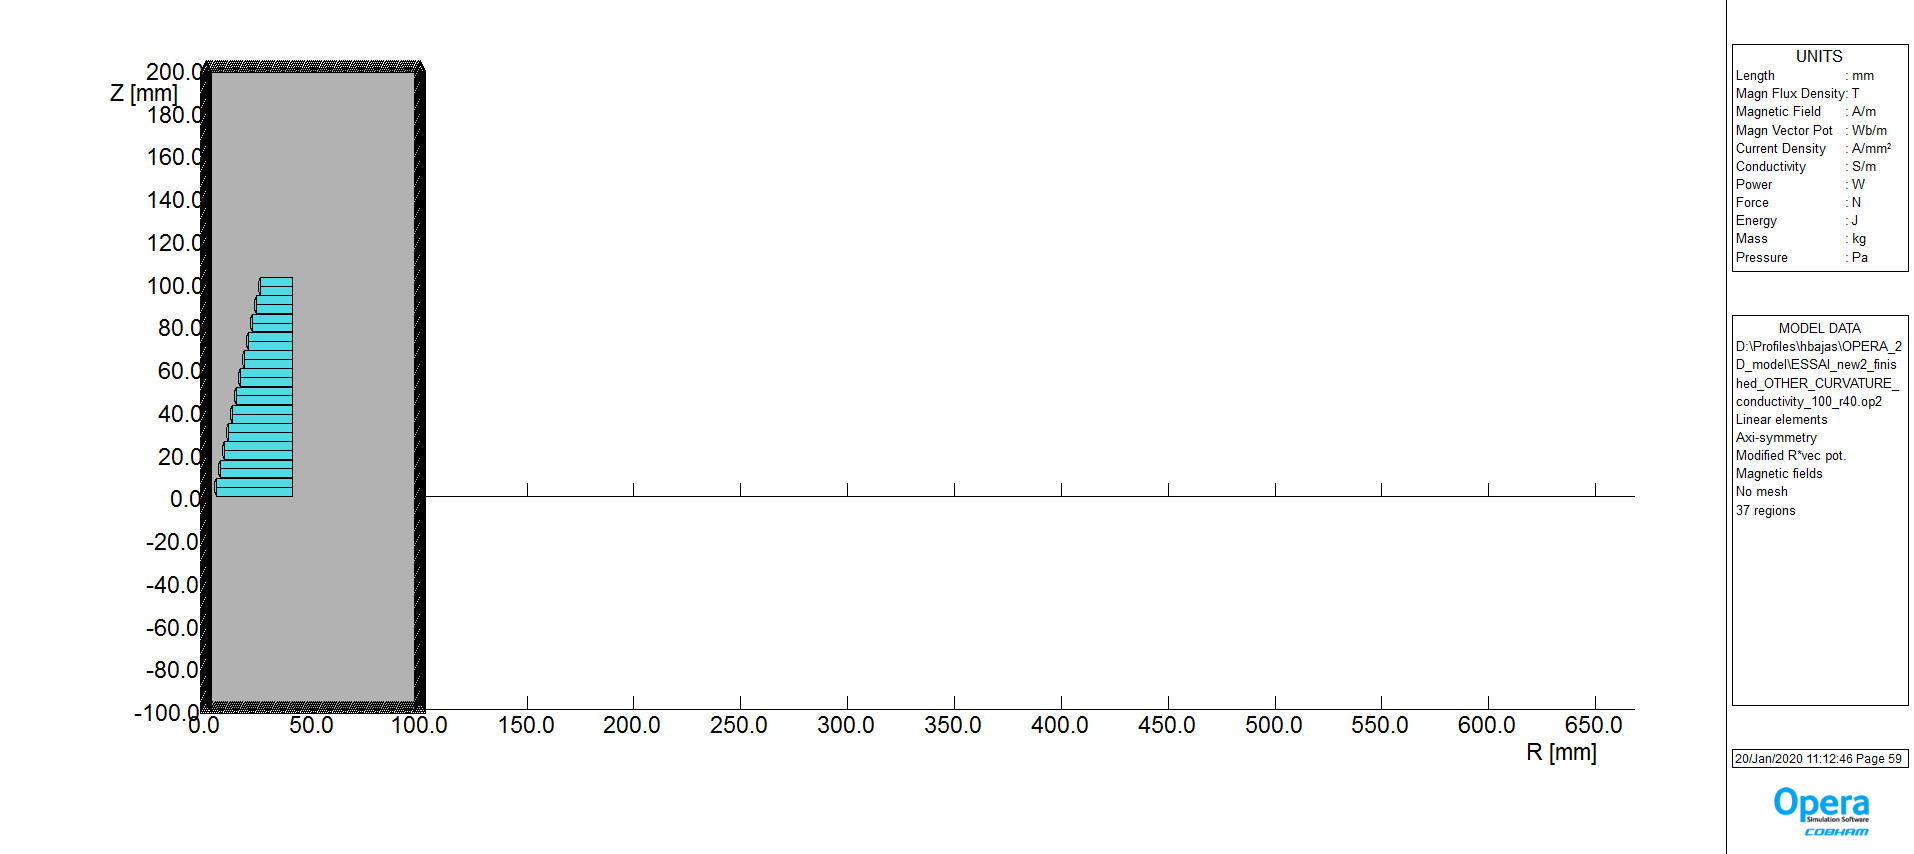 200.0
Z [mm]
180.0
160.0
140.0
120.0
100.0
80.0
60.0
40.0
20.0
0.0
-20.0
-40.0
-60.0
-80.0
-100.0
0.0 50.0 100.0 150.0 200.0 250.0 300.0 350.0 400.0 450.0 500.0 550.0 600.0 650.0
R [mm]
UNITS
Length : mm
Magn Flux Density: T
Magnetic Field : A/m
Magn Vector Pot : Wb/m
Current Density : A/mm²
Conductivity : S/m
Power : W
Force : N
Energy : J
Mass : kg
Pressure : Pa
MODEL DATA
D:\Profiles\hbajas\OPERA_2
D_model\ESSAI_new2_finis
hed_OTHER_CURVATURE_
conductivity_100_r40.op2
Linear elements
Axi-symmetry
Modified R*vec pot.
Magnetic fields
No mesh
37 regions
20/Jan/2020 11:12:46 Page 59
Opera
Simulation Software
COBHAM